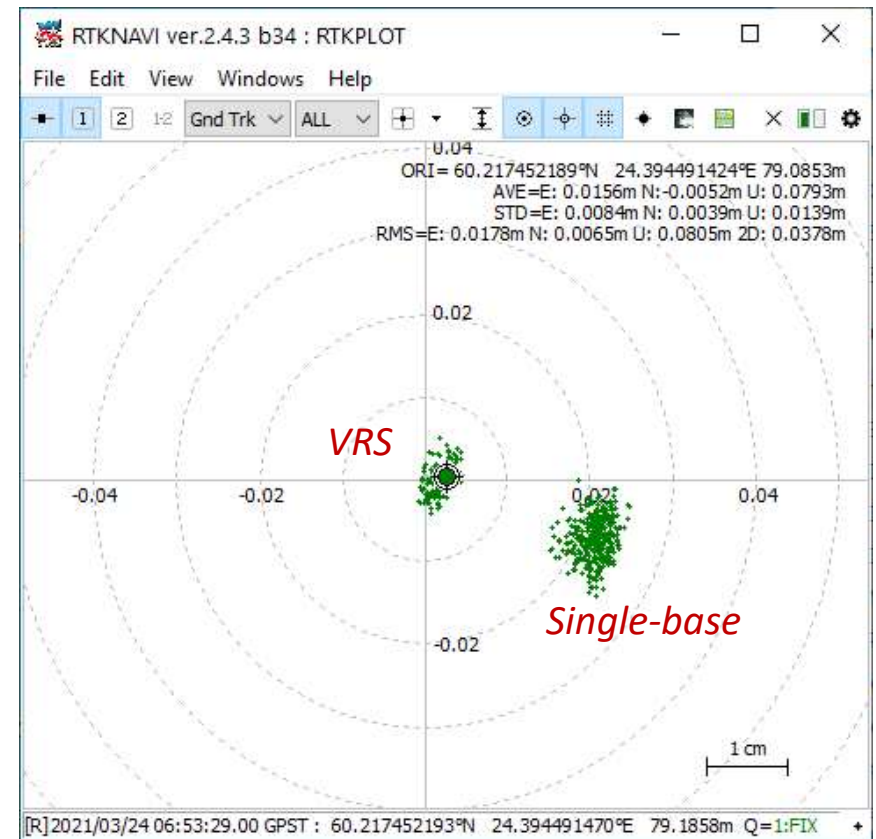 RTKNAVI ver.2.4.3 b34 : RTKPLOT
File Edit View Windows Help
1 2 1-2 Gnd Trk ALL
0.04
ORI= 60.217452189°N 24.394491424°E 79.0853m
AVE=E: 0.0156m N:-0.0052m U: 0.0793m
STD=E: 0.0084m N: 0.0039m U: 0.0139m
RMS=E: 0.0178m N: 0.0065m U: 0.0805m 2D: 0.0378m
0.02
VRS
-0.04 -0.02 0.02 0.04
Single-base
-0.02
1 cm
[R]2021/03/24 06:53:29.00 GPST : 60.217452193°N 24.394491470°E 79.1858m Q=1:FIX